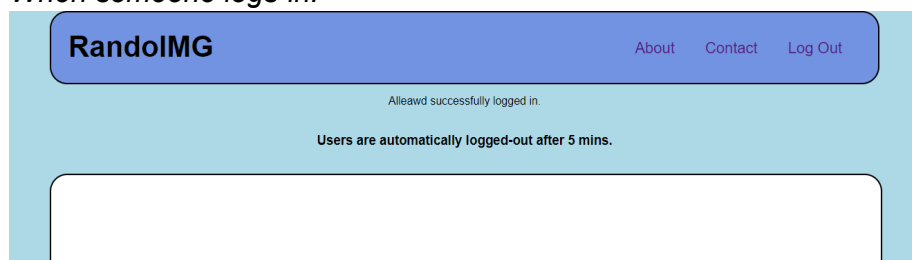 When someone logs in:
RandoIMG About Contact Log Out
Alleawd successfully logged in.
Users are automatically logged-out after 5 mins.